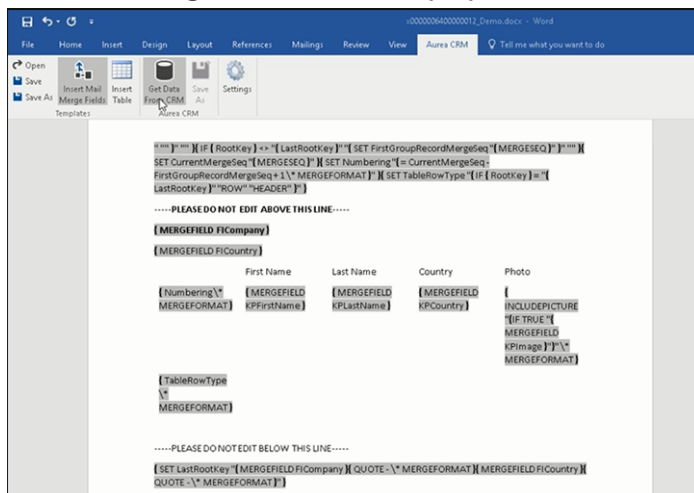 x0000006400000012_Demo.docx - Word
File Home Insert Design Layout References Mailings Review View Aurea CRM Tell me what you want to do
Open
Save
Save As
Insert Mail Merge Fields
Insert Table
Get Data From CRM
Save As
Settings
Templates
Aurea CRM
" "" }" "" }{ IF { RootKey } <> "{ LastRootKey }" "{ SET FirstGroupRecordMergeSeq "{ MERGESEQ }" }" "" }{
SET CurrentMergeSeq "{ MERGESEQ }" }{ SET Numbering "{ = CurrentMergeSeq -
FirstGroupRecordMergeSeq + 1 \* MERGEFORMAT }" }{ SET TableRowType "{ IF { RootKey } = "{
LastRootKey }" "ROW" "HEADER" }" }
-----PLEASE DO NOT EDIT ABOVE THIS LINE-----
{ MERGEFIELD FICompany }
{ MERGEFIELD FICountry }
First Name Last Name Country Photo
{ Numbering \* { MERGEFIELD { MERGEFIELD { MERGEFIELD {
MERGEFORMAT } KPFirstName } KPLastName } KPCountry } INCLUDEPICTURE
"{IF TRUE "{
MERGEFIELD
KPImage }"}" \*
MERGEFORMAT }
{ TableRowType
\*
MERGEFORMAT }
-----PLEASE DO NOT EDIT BELOW THIS LINE-----
{ SET LastRootKey "{ MERGEFIELD FICompany }{ QUOTE - \* MERGEFORMAT }{ MERGEFIELD FICountry }{
QUOTE - \* MERGEFORMAT }" }